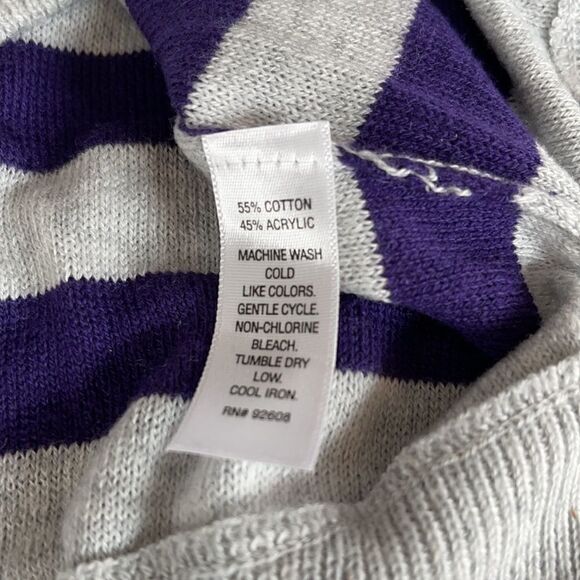 55% COTTON
45% ACRYLIC
MACHINE WASH
COLD
LIKE COLORS.
GENTLE CYCLE.
NON-CHLORINE
BLEACH.
TUMBLE DRY
LOW.
COOL IRON.
RN# 92608